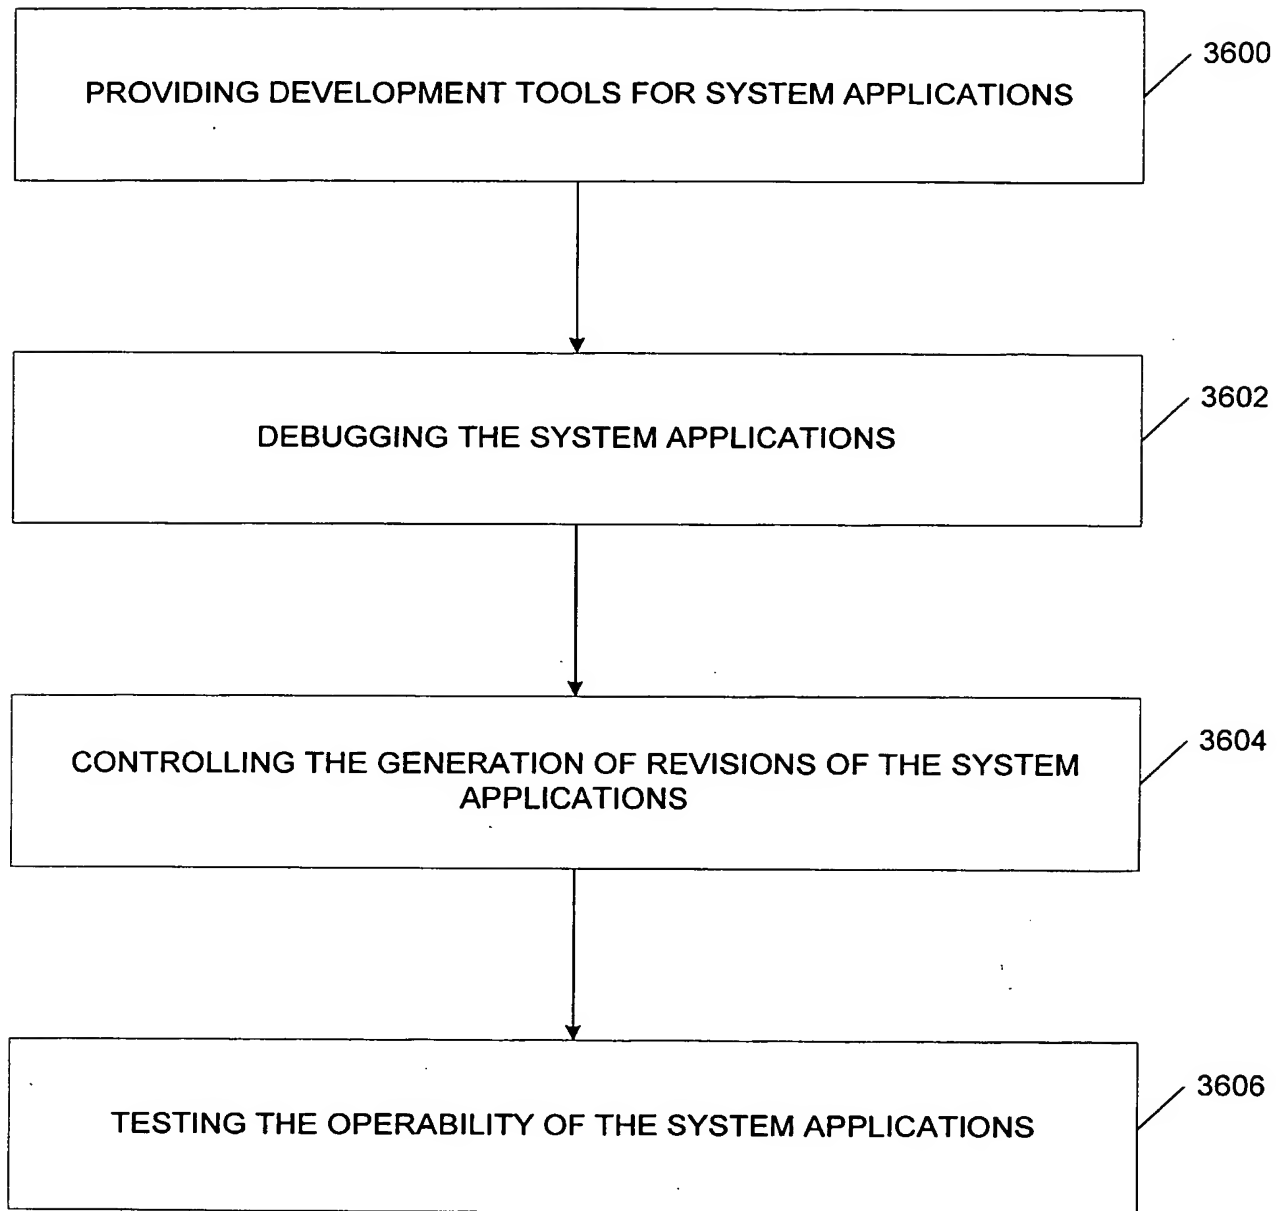 PROVIDING DEVELOPMENT TOOLS FOR SYSTEM APPLICATIONS
3600
DEBUGGING THE SYSTEM APPLICATIONS
3602
CONTROLLING THE GENERATION OF REVISIONS OF THE SYSTEM
APPLICATIONS
3604
TESTING THE OPERABILITY OF THE SYSTEM APPLICATIONS
3606